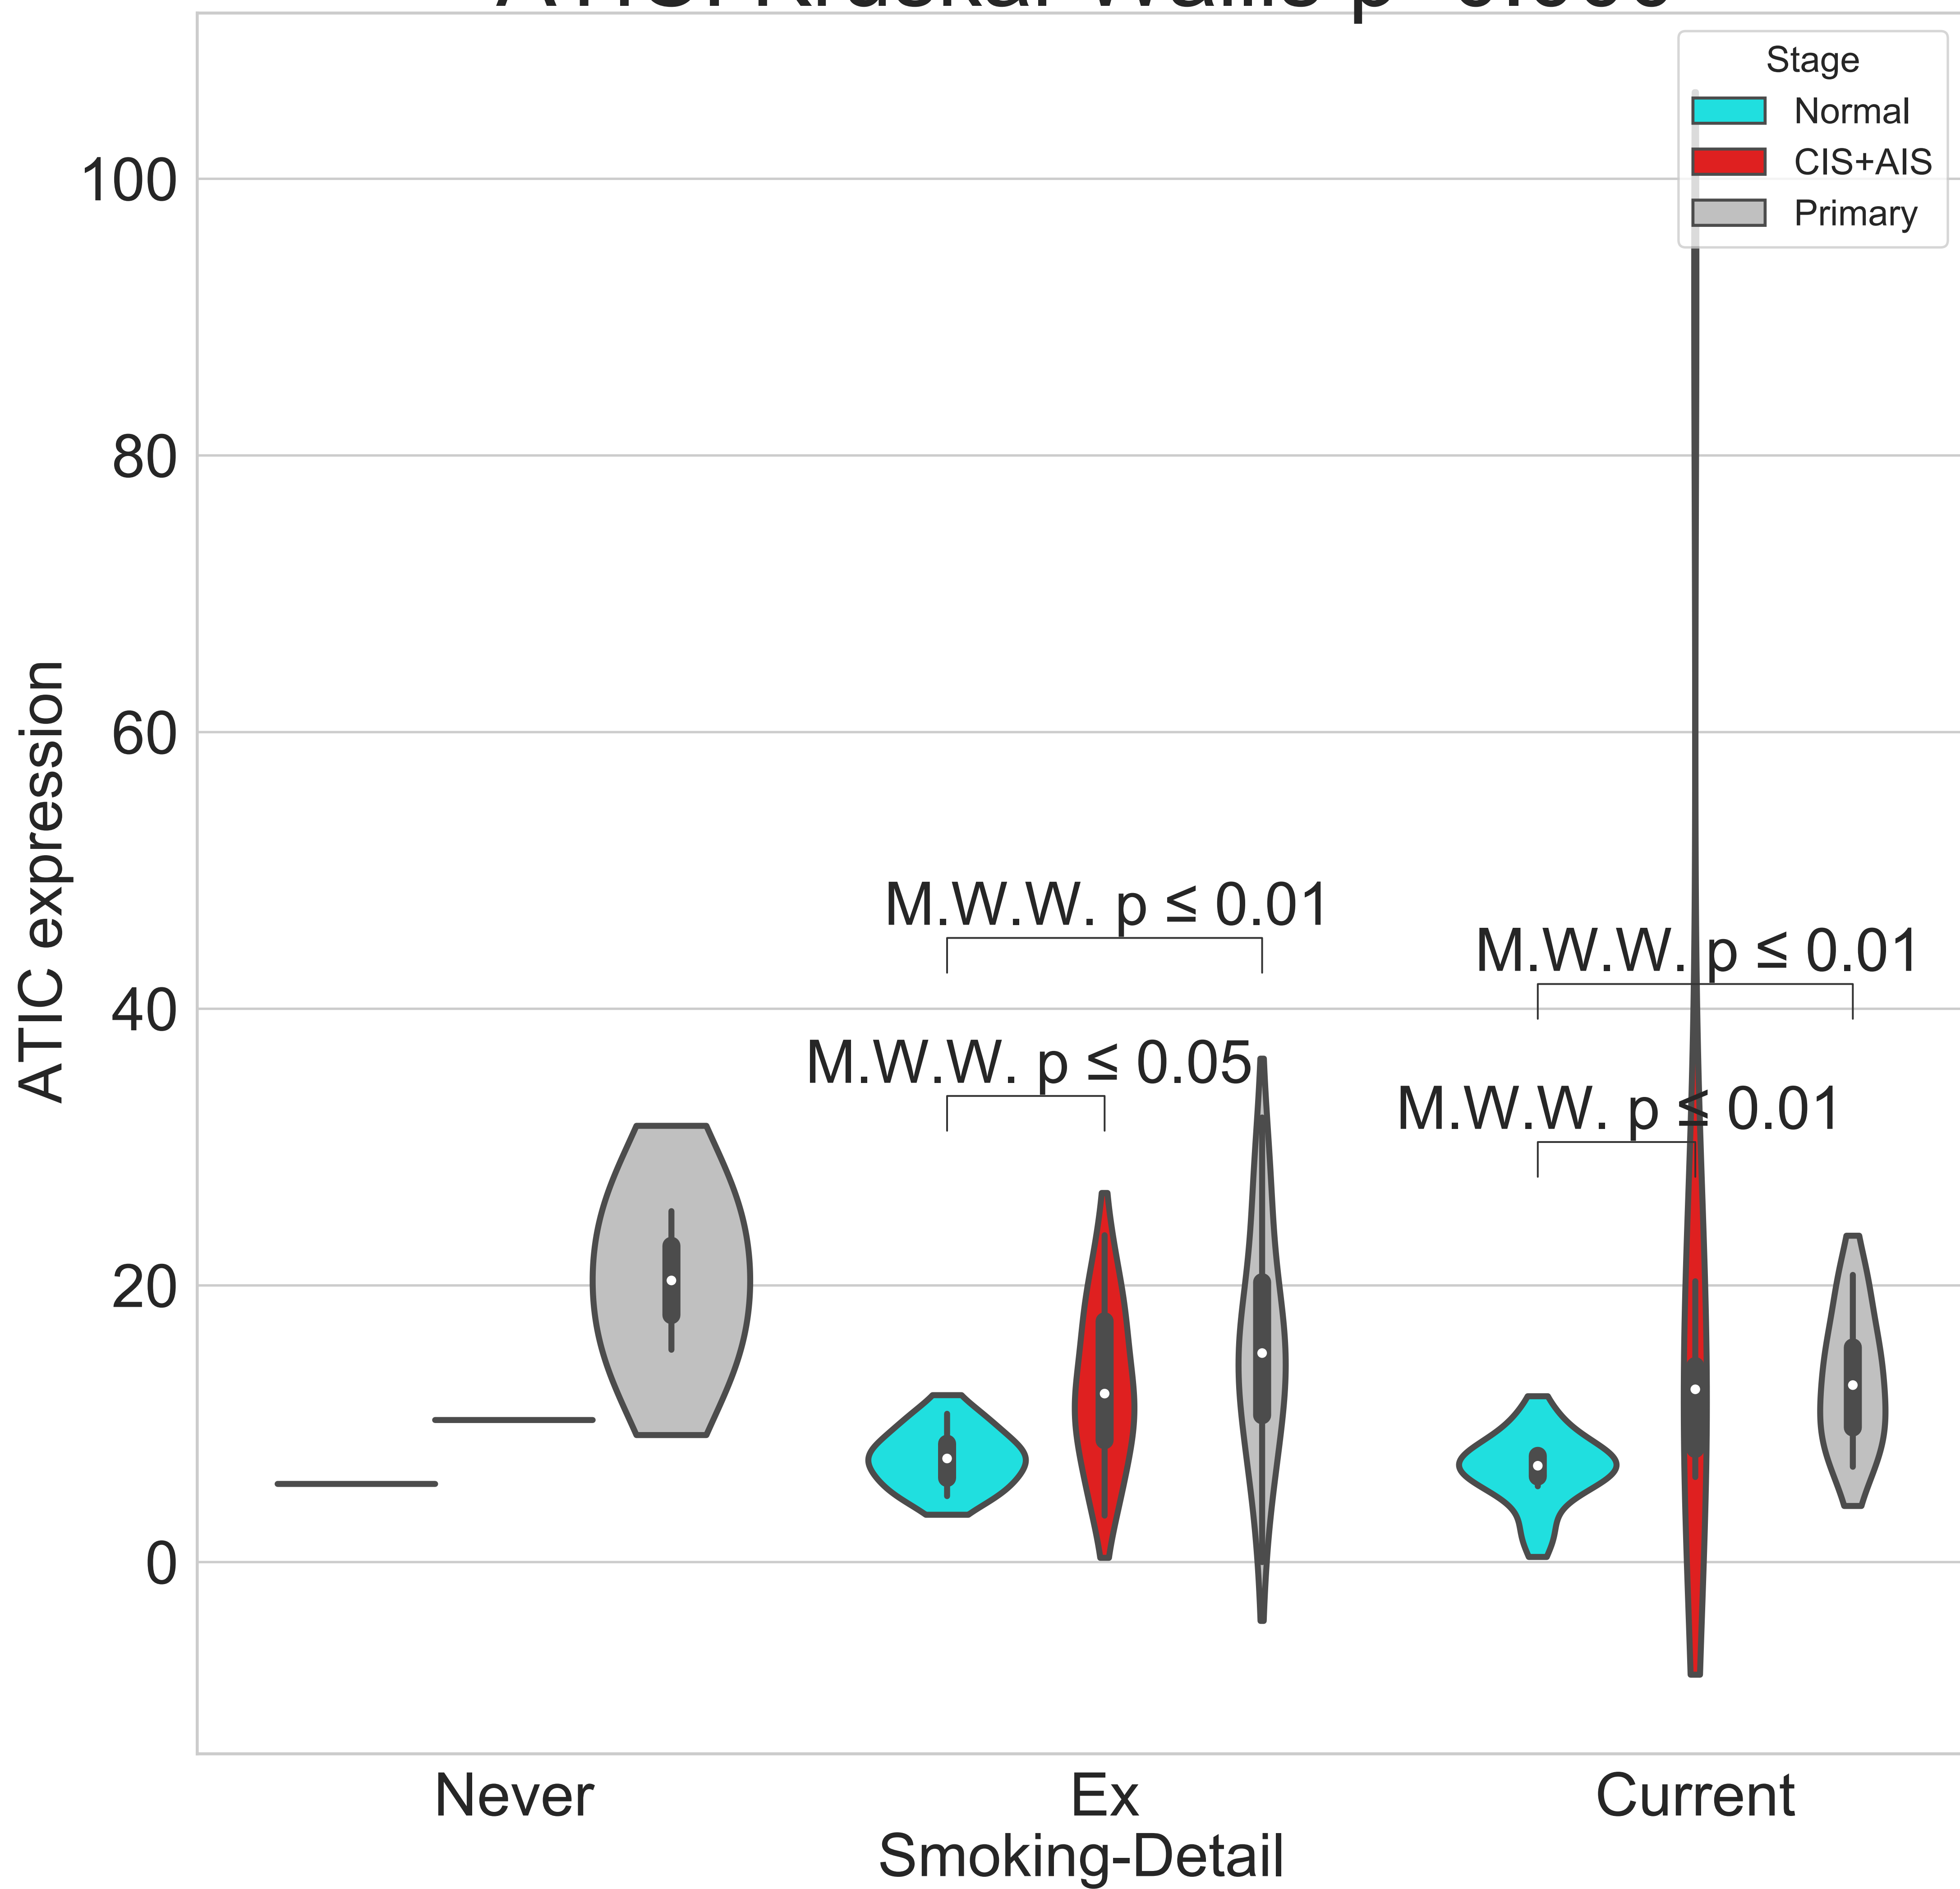 Stage
Normal
CIS+AIS
Primary
100
80
60
40
20
0
ATIC expression
M.W.W. p ≤ 0.01
M.W.W. p ≤ 0.01
M.W.W. p ≤ 0.05
M.W.W. p ≤ 0.01
Never
Ex
Current
Smoking-Detail